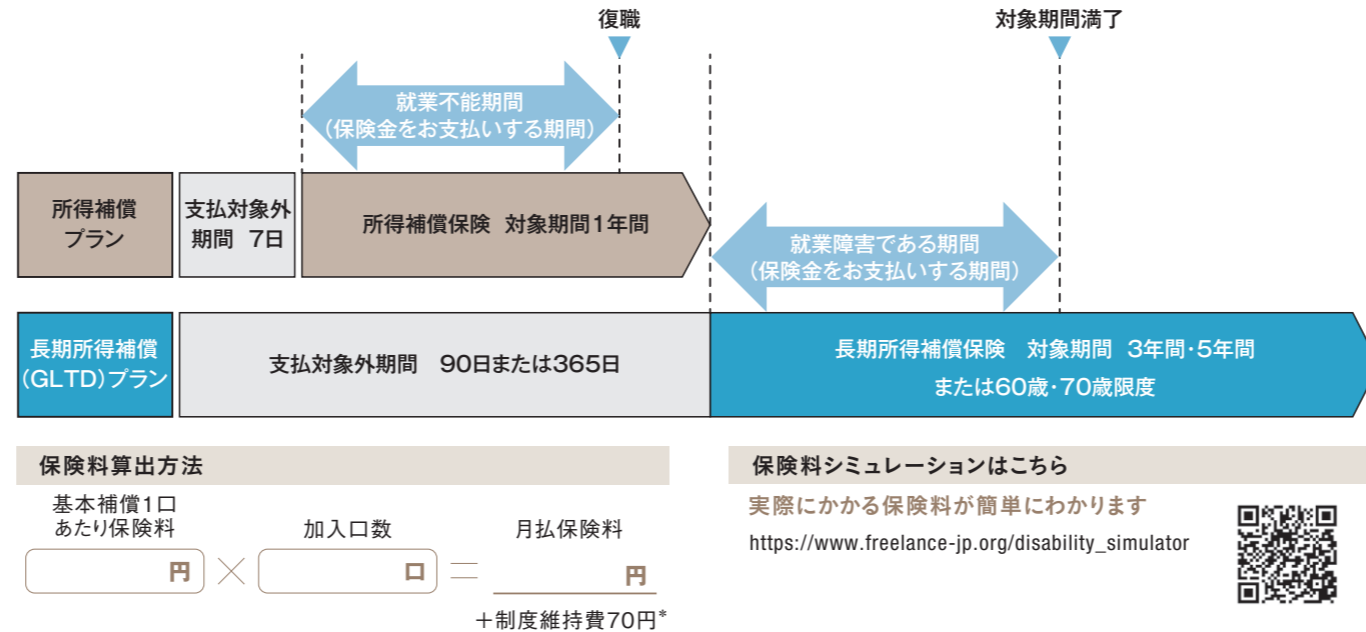 復職
対象期間満了
就業不能期間
(保険金をお支払いする期間)
所得補償
プラン
支払対象外
期間 7日
所得補償保険 対象期間1年間
就業障害である期間
(保険金をお支払いする期間)
長期所得補償
(GLTD)プラン
支払対象外期間 90日または365日
長期所得補償保険 対象期間 3年間・5年間
または60歳・70歳限度
保険料算出方法
基本補償1口
あたり保険料
加入口数
月払保険料
円 × 口 = 円
+制度維持費70円*
保険料シミュレーションはこちら
実際にかかる保険料が簡単にわかります
https://www.freelance-jp.org/disability_simulator